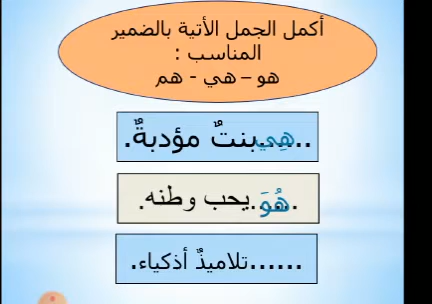 أكمل الجمل الأتية بالضمير
المناسب :
هو – هي - هم
..هِي....بنتٌ مؤدبةٌ.
.هُوَ....يحب وطنه.
......تلاميذٌ أذكياء.